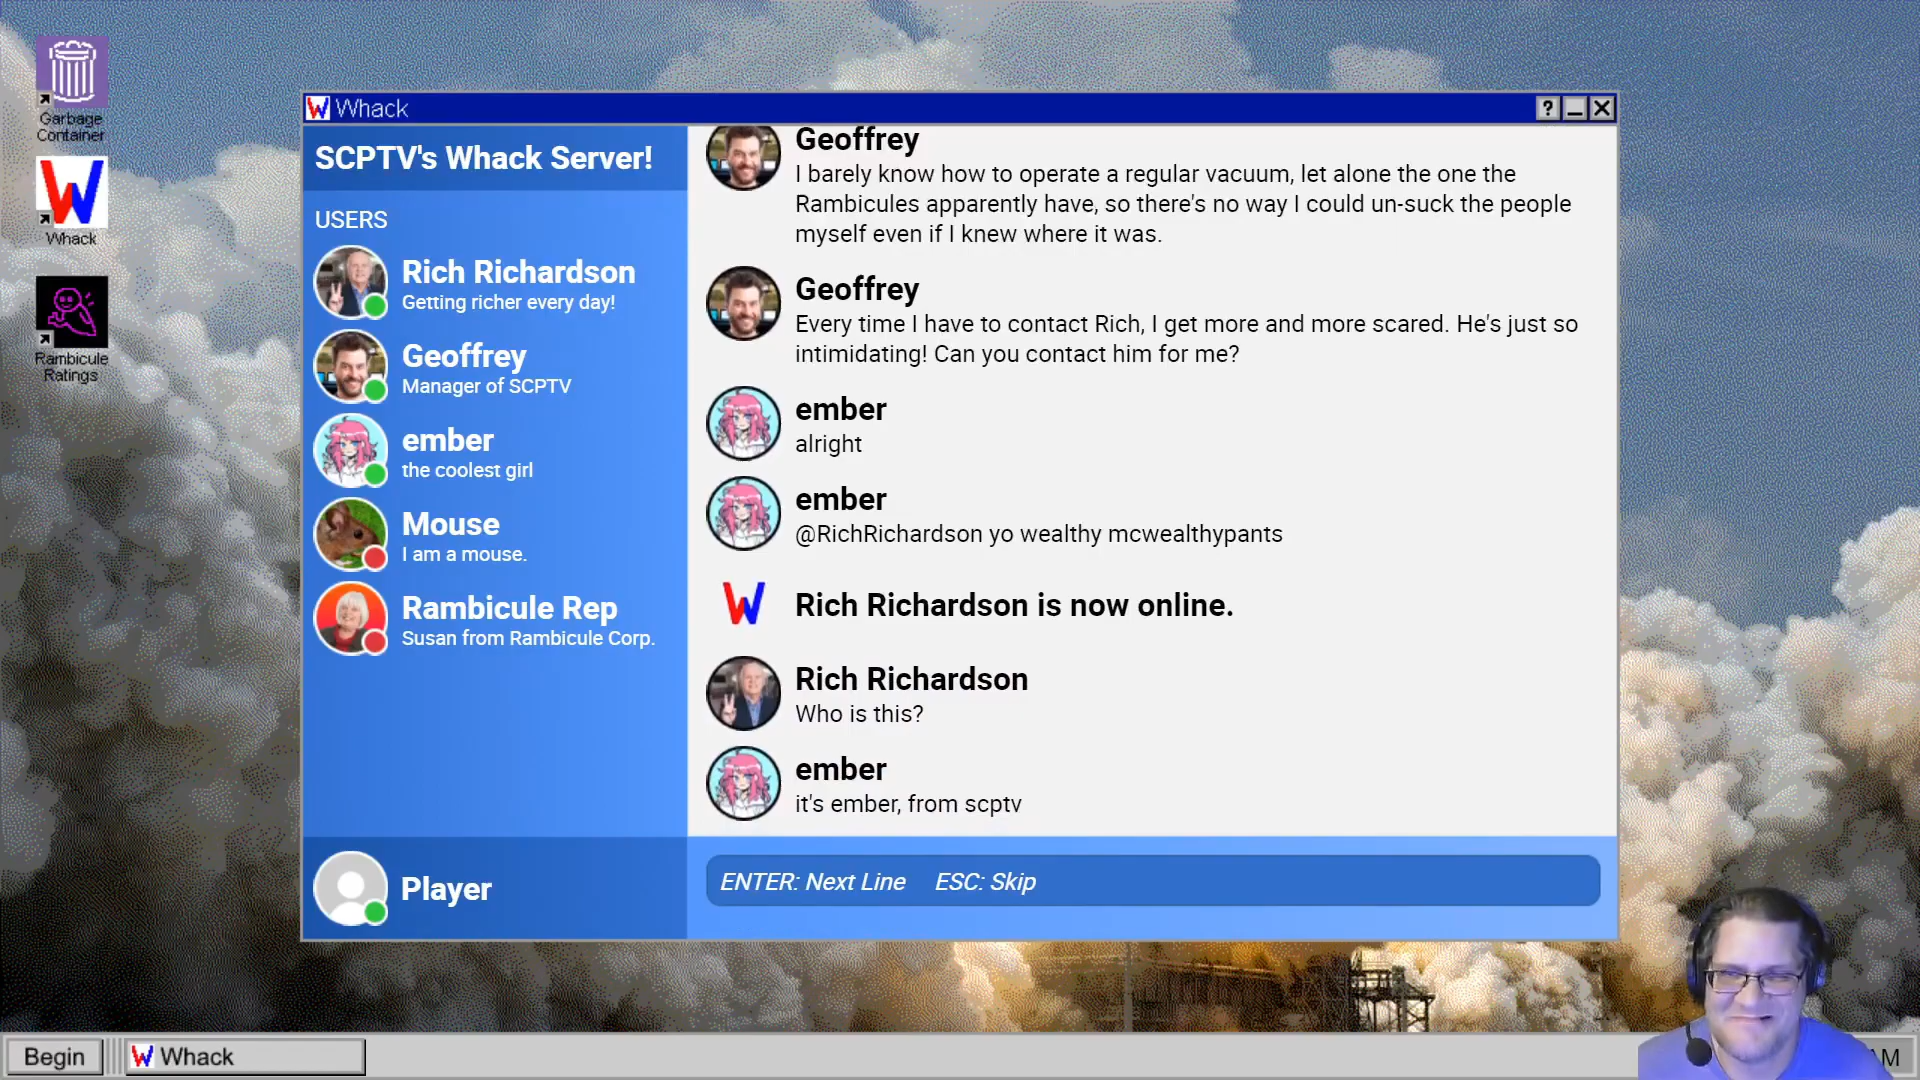 Garbage
Container
Whack
Rambicule
Ratings
Whack
SCPTV's Whack Server!
USERS
Rich Richardson
Getting richer every day!
Geoffrey
Manager of SCPTV
ember
the coolest girl
Mouse
I am a mouse.
Rambicule Rep
Susan from Rambicule Corp.
Player
Geoffrey
I barely know how to operate a regular vacuum, let alone the one the
Rambicules apparently have, so there's no way I could un-suck the people
myself even if I knew where it was.
Geoffrey
Every time I have to contact Rich, I get more and more scared. He's just so
intimidating! Can you contact him for me?
ember
alright
ember
@RichRichardson yo wealthy mcwealthypants
Rich Richardson is now online.
Rich Richardson
Who is this?
ember
it's ember, from scptv
ENTER: Next Line ESC: Skip
Begin
Whack
AM